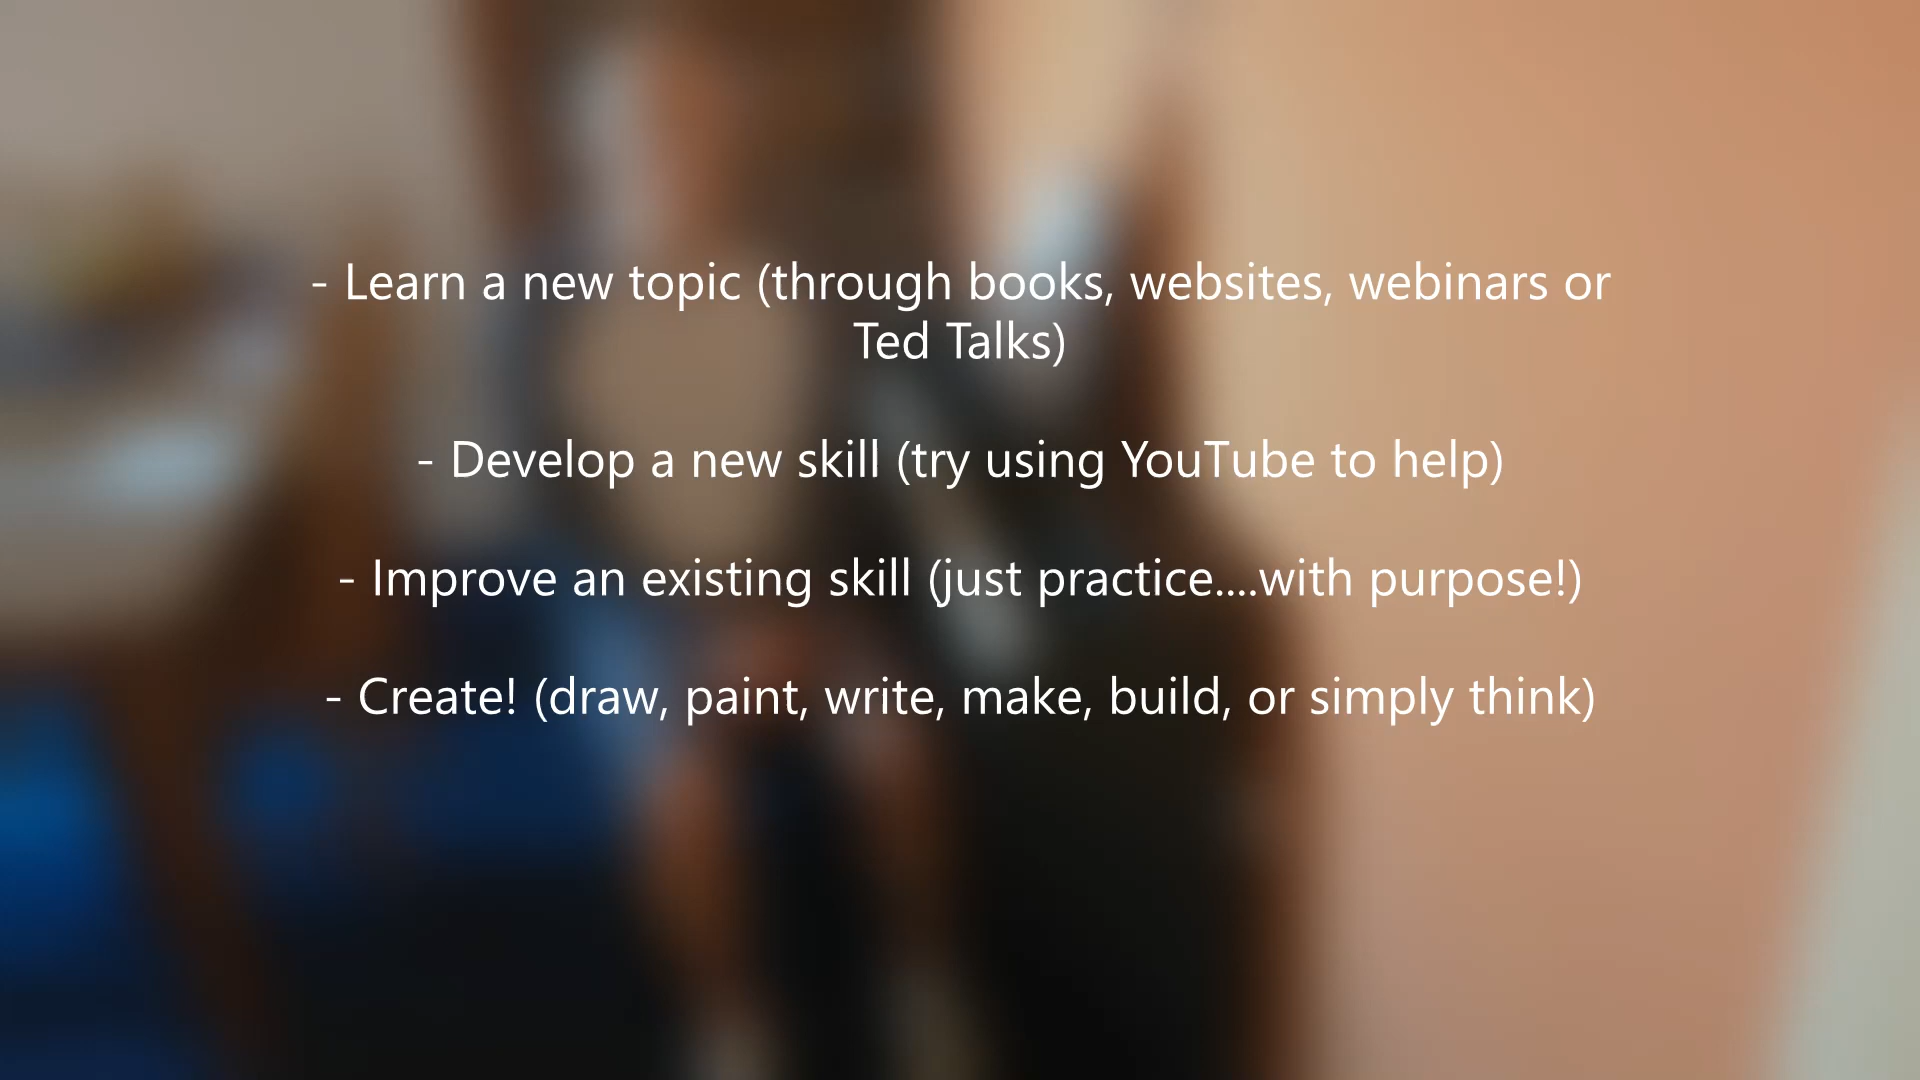 - Learn a new topic (through books, websites, webinars or
Ted Talks)
- Develop a new skill (try using YouTube to help)
- Improve an existing skill (just practice....with purpose!)
- Create! (draw, paint, write, make, build, or simply think)